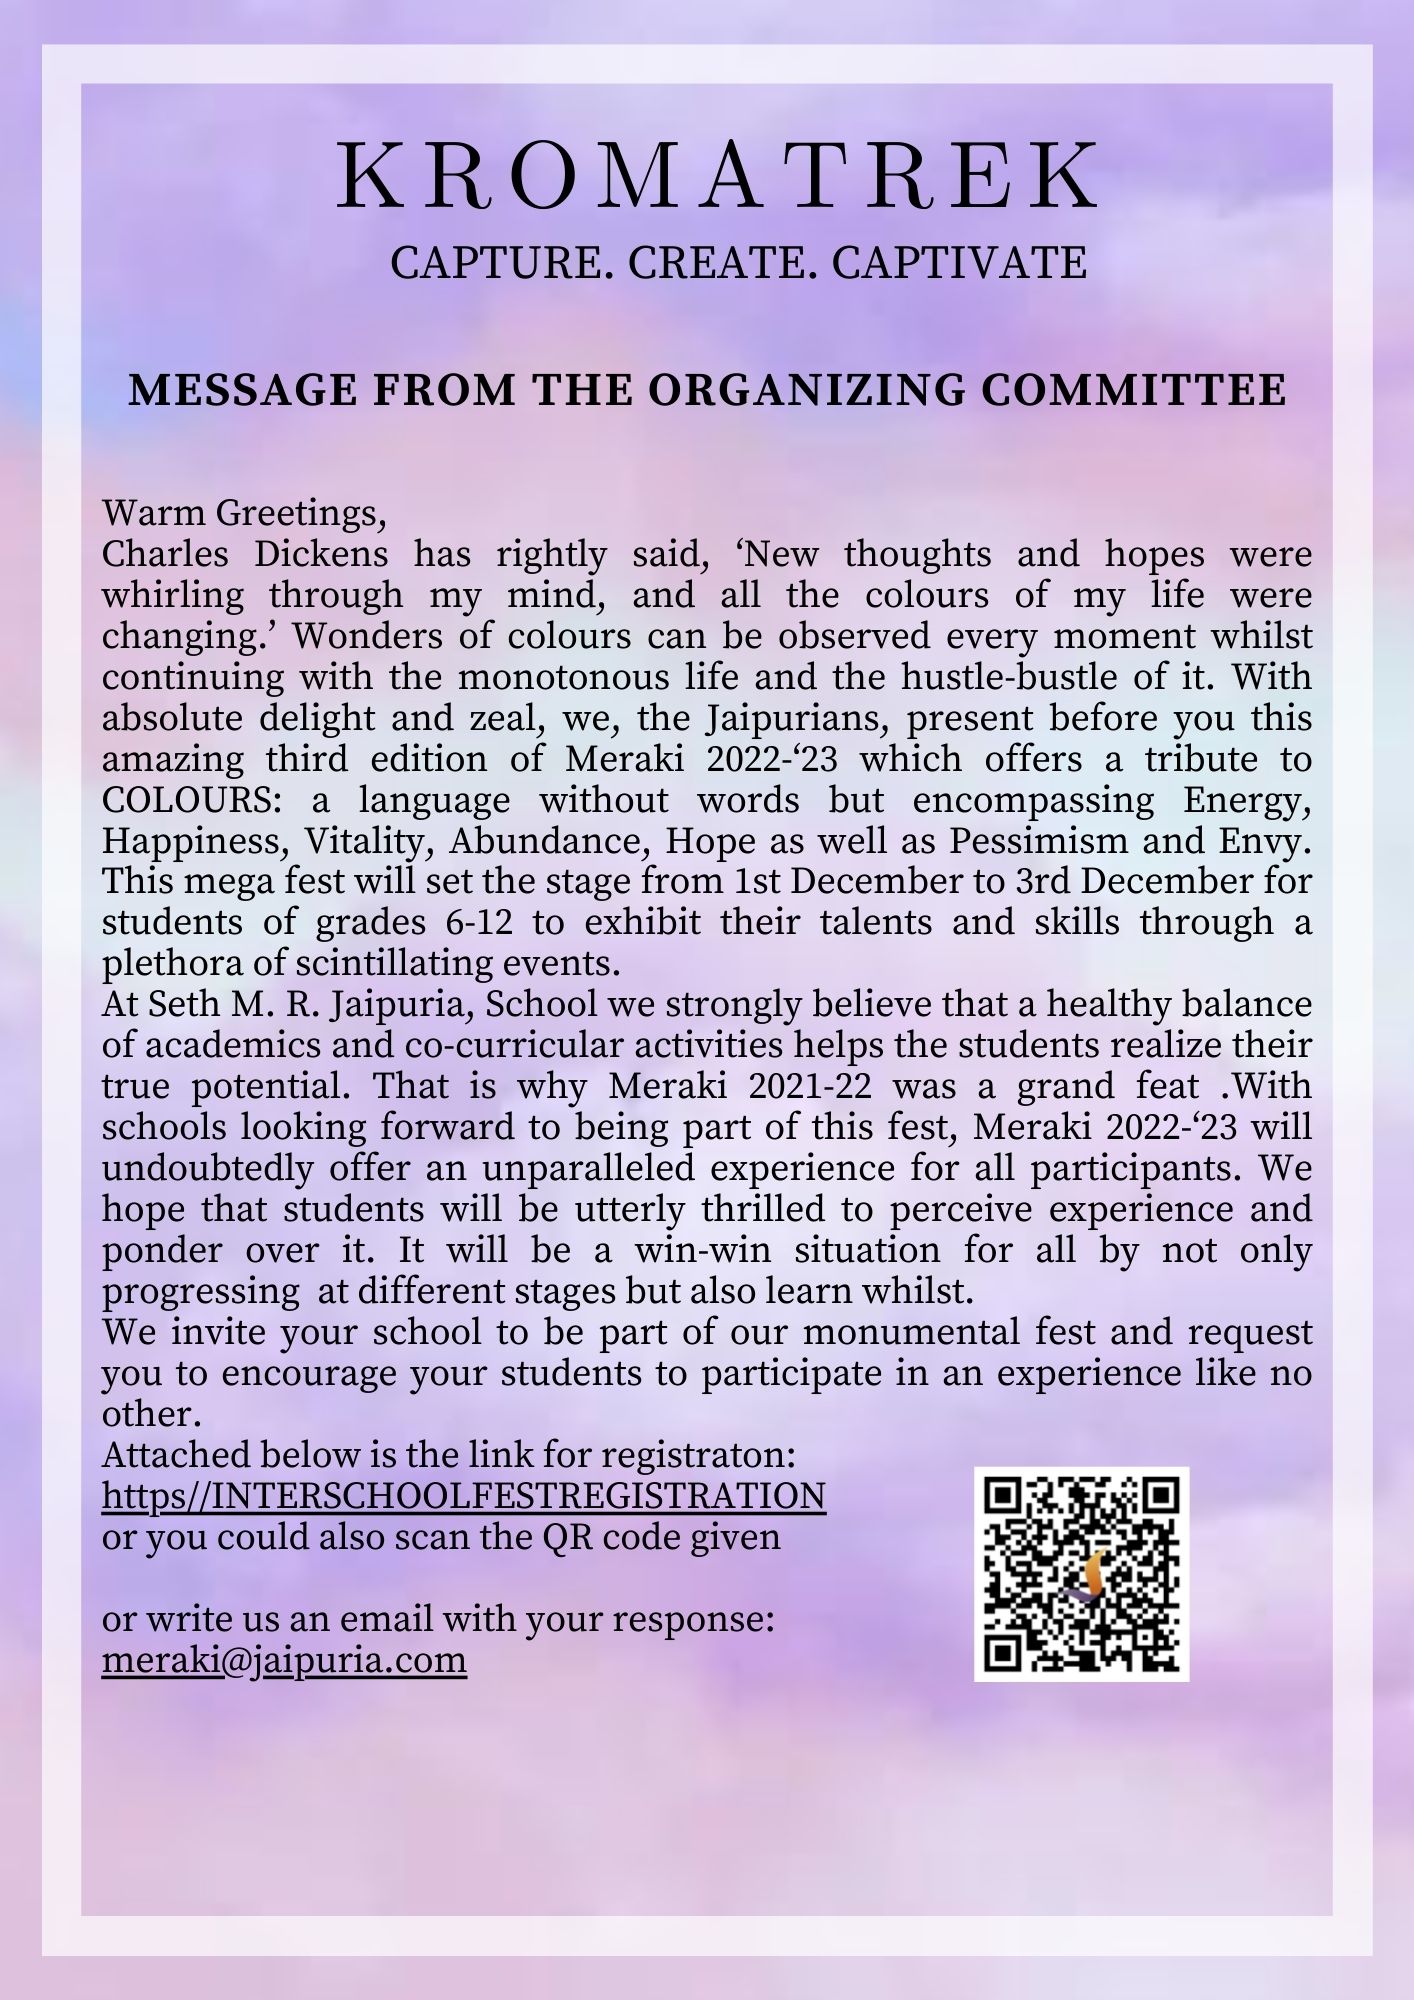 KROMATREK
CAPTURE. CREATE. CAPTIVATE
MESSAGE FROM THE ORGANIZING COMMITTEE
Warm Greetings,
Charles Dickens has rightly said, ‘New thoughts and hopes were
whirling through my mind, and all the colours of my life were
changing.’ Wonders of colours can be observed every moment whilst
continuing with the monotonous life and the hustle-bustle of it. With
absolute delight and zeal, we, the Jaipurians, present before you this
amazing third edition of Meraki 2022-‘23 which offers a tribute to
COLOURS: a language without words but encompassing Energy,
Happiness, Vitality, Abundance, Hope as well as Pessimism and Envy.
This mega fest will set the stage from 1st December to 3rd December for
students of grades 6-12 to exhibit their talents and skills through a
plethora of scintillating events.
At Seth M. R. Jaipuria, School we strongly believe that a healthy balance
of academics and co-curricular activities helps the students realize their
true potential. That is why Meraki 2021-22 was a grand feat .With
schools looking forward to being part of this fest, Meraki 2022-‘23 will
undoubtedly offer an unparalleled experience for all participants. We
hope that students will be utterly thrilled to perceive experience and
ponder over it. It will be a win-win situation for all by not only
progressing  at different stages but also learn whilst.
We invite your school to be part of our monumental fest and request
you to encourage your students to participate in an experience like no
other.
Attached below is the link for registraton:
https//INTERSCHOOLFESTREGISTRATION
or you could also scan the QR code given
or write us an email with your response:
meraki@jaipuria.com